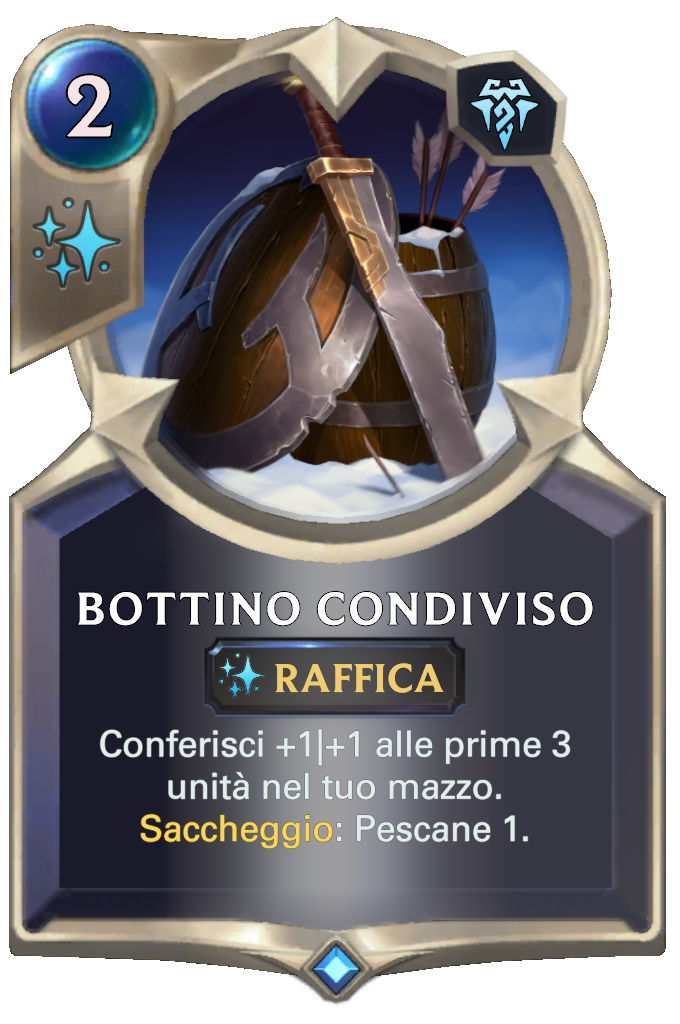 2
BOTTINO CONDIVISO
RAFFICA
Conferisci +1|+1 alle prime 3
unità nel tuo mazzo.
Saccheggio: Pescane 1.